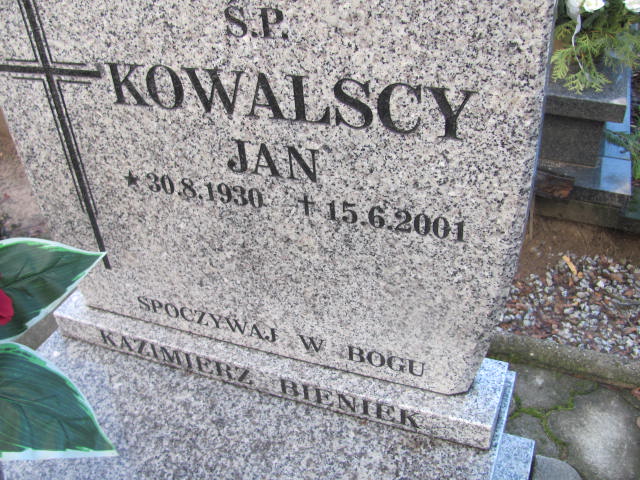 Ś.P.
KOWALSCY
JAN
★ 30.8.1930 ✝ 15.6.2001
SPOCZYWAJ W BOGU
KAZIMIERZ BIENIEK